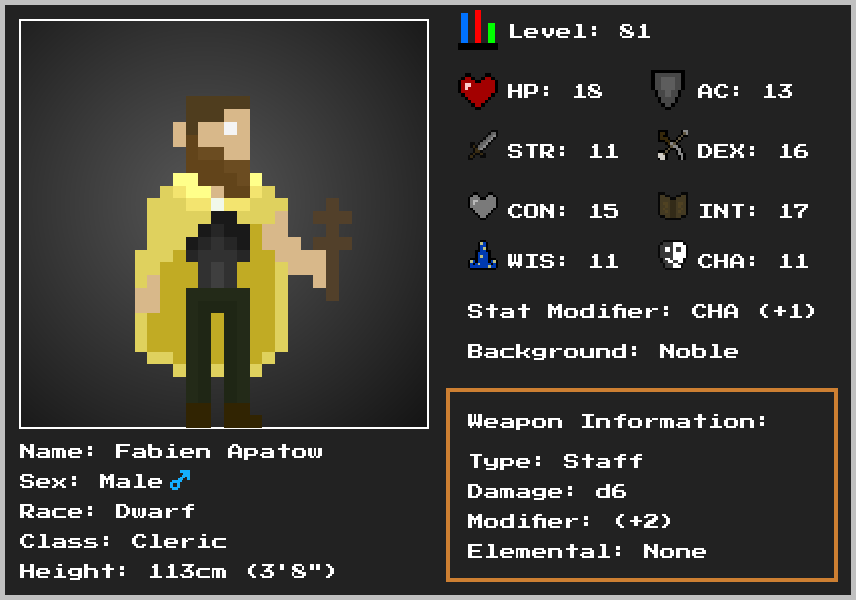 Level: 81
HP: 18 AC: 13
STR: 11 DEX: 16
CON: 15 INT: 17
WIS: 11 CHA: 11
Stat Modifier: CHA (+1)
Background: Noble
Weapon Information:
Type: Staff
Damage: d6
Modifier: (+2)
Elemental: None
Name: Fabien Apatow
Sex: Male ♂
Race: Dwarf
Class: Cleric
Height: 113cm (3'8")